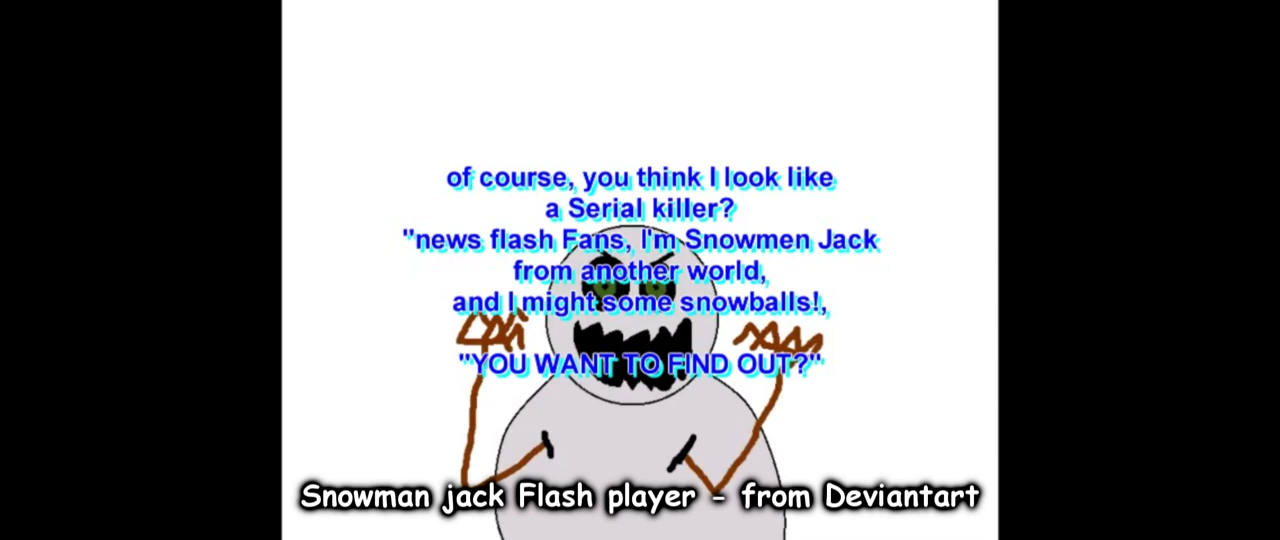 of course, you think I look like
a Serial killer?
"news flash Fans, I'm Snowmen Jack
from another world,
and I might some snowballs!,
"YOU WANT TO FIND OUT?"
Snowman jack Flash player - from Deviantart